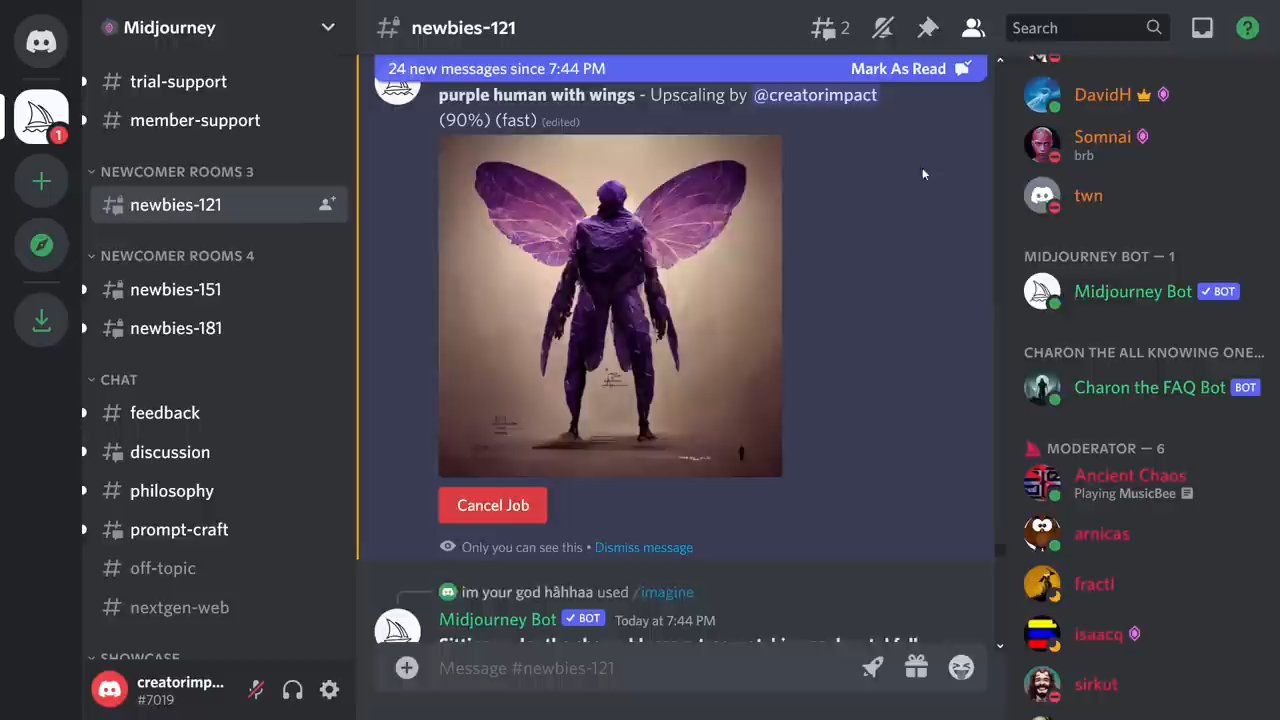 Midjourney
trial-support
member-support
NEWCOMER ROOMS 3
newbies-121
NEWCOMER ROOMS 4
newbies-151
newbies-181
CHAT
feedback
discussion
philosophy
prompt-craft
off-topic
nextgen-web
SHOWCASE
creatorimp...
#7019
1
newbies-121
2
Search
24 new messages since 7:44 PM
Mark As Read
purple human with wings - Upscaling by @creatorimpact
(90%) (fast) (edited)
Cancel Job
Only you can see this • Dismiss message
im your god håhhaa used /imagine
Midjourney Bot ✓ BOT Today at 7:44 PM
Message #newbies-121
DavidH
Somnai
brb
twn
MIDJOURNEY BOT — 1
Midjourney Bot ✓ BOT
CHARON THE ALL KNOWING ONE...
Charon the FAQ Bot BOT
MODERATOR — 6
Ancient Chaos
Playing MusicBee
arnicas
fractl
isaacq
sirkut